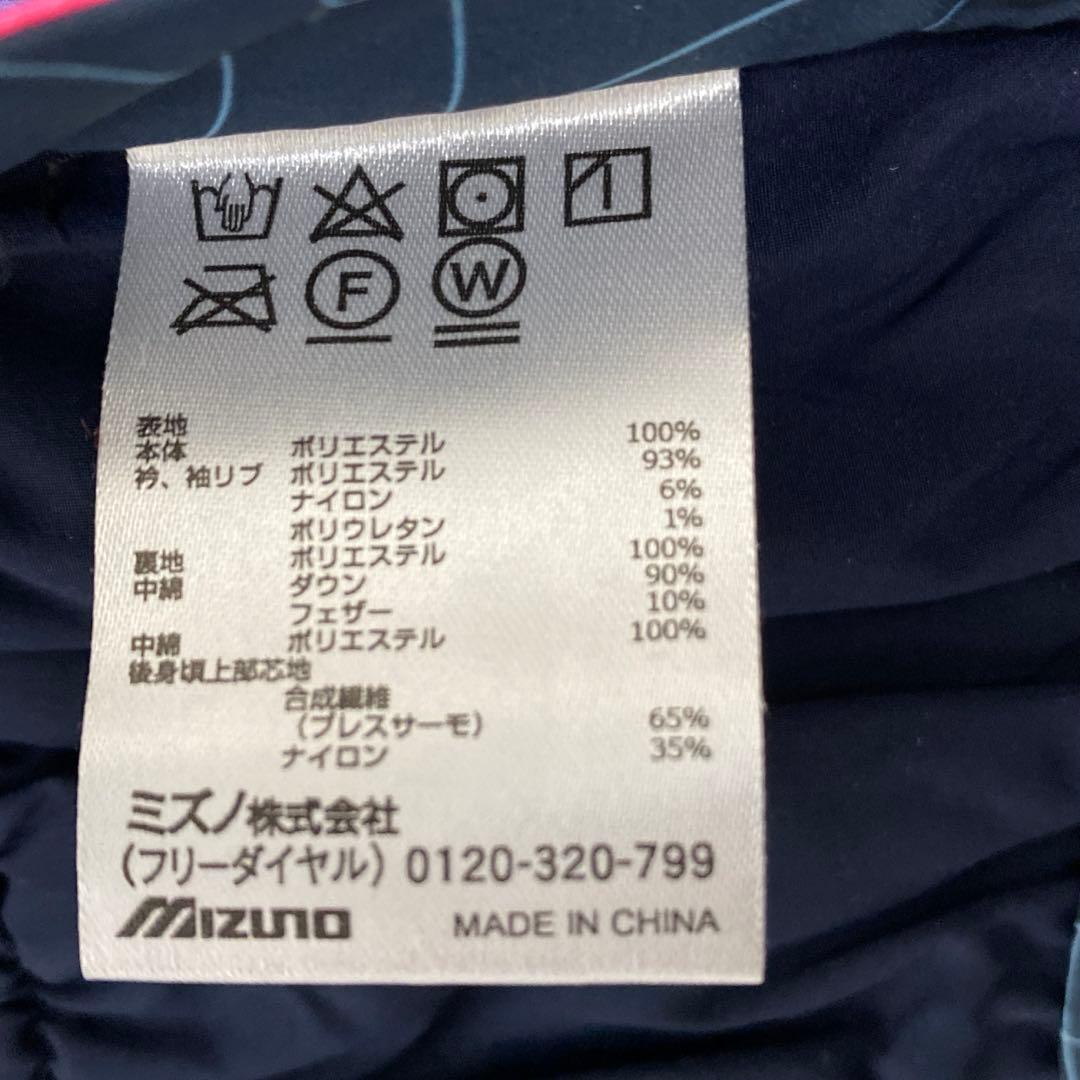 F W
表地
本体 ポリエステル 100%
衿、袖リブ ポリエステル 93%
ナイロン 6%
ポリウレタン 1%
裏地 ポリエステル 100%
中綿 ダウン 90%
フェザー 10%
中綿 ポリエステル 100%
後身頃上部芯地
合成繊維
(ブレスサーモ) 65%
ナイロン 35%
ミズノ株式会社
(フリーダイヤル) 0120-320-799
MIZUNO MADE IN CHINA